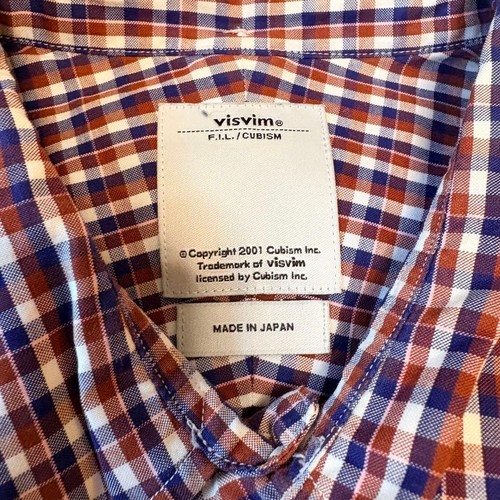 visvim®
F.I.L./CUBISM
©Copyright 2001 Cubism Inc.
Trademark of visvim
licensed by Cubism Inc.
MADE IN JAPAN